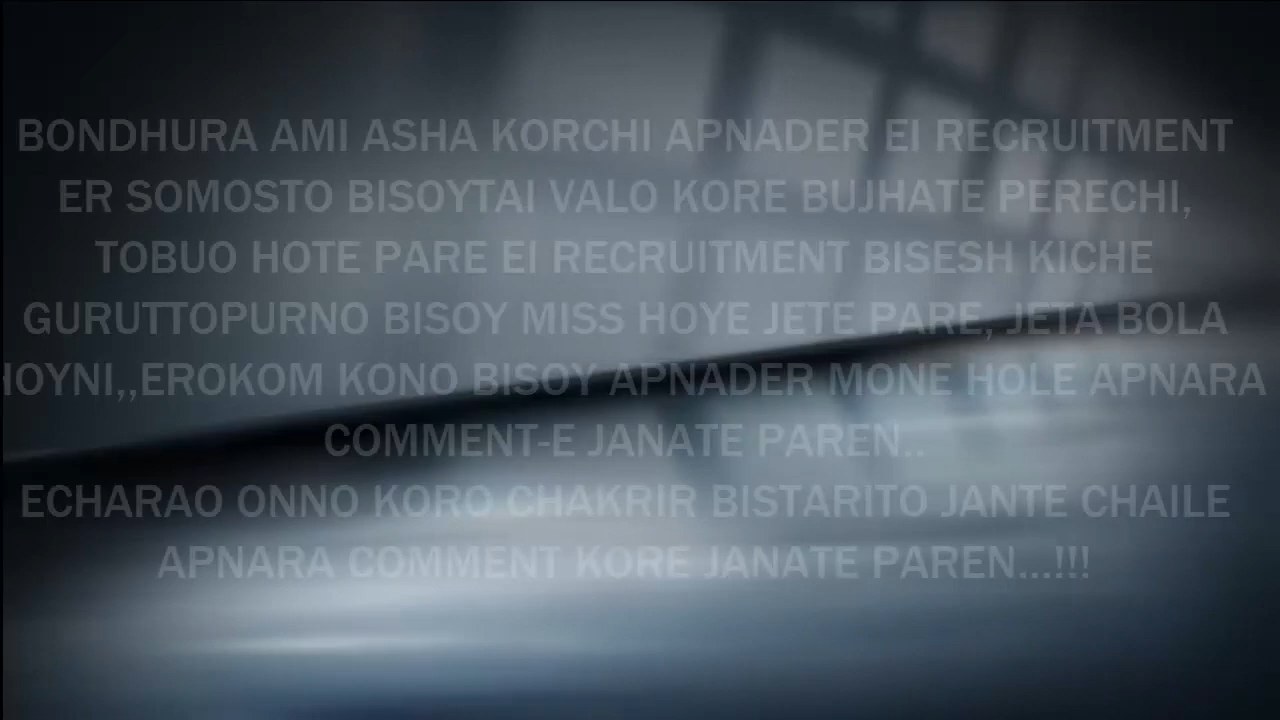 BONDHURA AMI ASHA KORCHI APNADER EI RECRUITMENT
ER SOMOSTO BISOYTAI VALO KORE BUJHATE PERECHI,
TOBUO HOTE PARE EI RECRUITMENT BISESH KICHE
GURUTTOPURNO BISOY MISS HOYE JETE PARE, JETA BOLA
HOYNI,,EROKOM KONO BISOY APNADER MONE HOLE APNARA
COMMENT-E JANATE PAREN..
ECHARAO ONNO KORO CHAKRIR BISTARITO JANTE CHAILE
APNARA COMMENT KORE JANATE PAREN...!!!